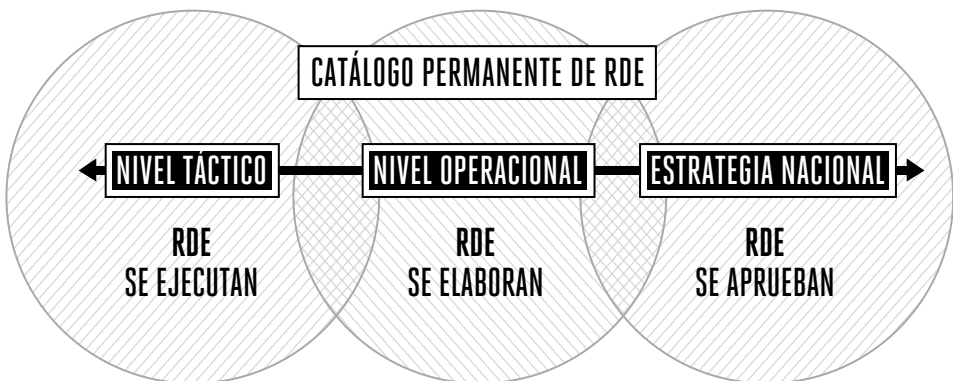 CATÁLOGO PERMANENTE DE RDE
NIVEL TÁCTICO
NIVEL OPERACIONAL
ESTRATEGIA NACIONAL
RDE
SE EJECUTAN
RDE
SE ELABORAN
RDE
SE APRUEBAN